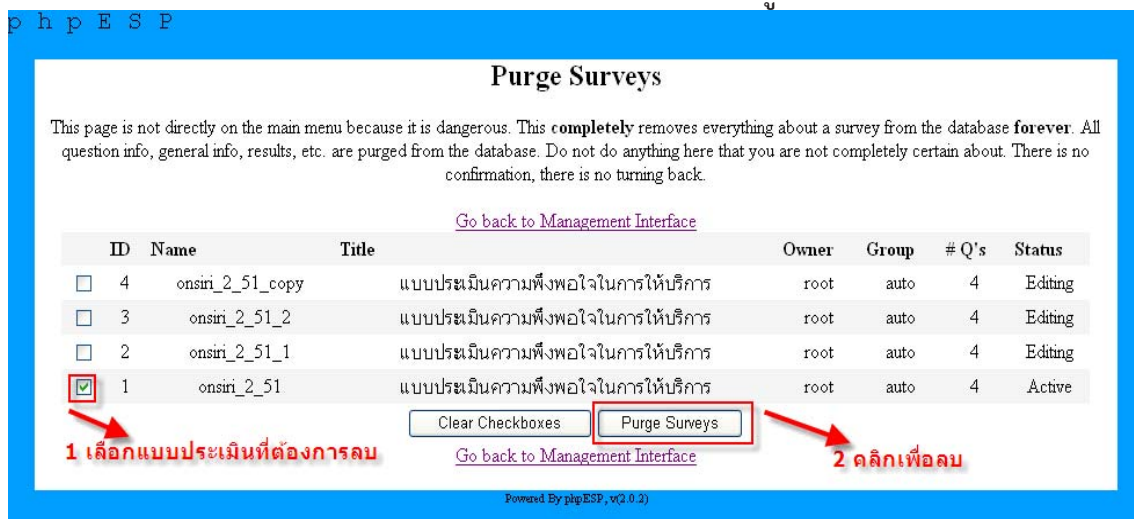 p h p E S P
Purge Surveys
This page is not directly on the main menu because it is dangerous. This completely removes everything about a survey from the database forever. All
question info, general info, results, etc. are purged from the database. Do not do anything here that you are not completely certain about. There is no
confirmation, there is no turning back.
Go back to Management Interface
ID Name Title Owner Group # Q's Status
4 onsiri_2_51_copy แบบประเมินความพึงพอใจในการให้บริการ root auto 4 Editing
3 onsiri_2_51_2 แบบประเมินความพึงพอใจในการให้บริการ root auto 4 Editing
2 onsiri_2_51_1 แบบประเมินความพึงพอใจในการให้บริการ root auto 4 Editing
1 onsiri_2_51 แบบประเมินความพึงพอใจในการให้บริการ root auto 4 Active
Clear Checkboxes Purge Surveys
1 เลือกแบบประเมินที่ต้องการลบ
Go back to Management Interface
2 คลิกเพื่อลบ
Powered By phpESP, v(2.0.2)